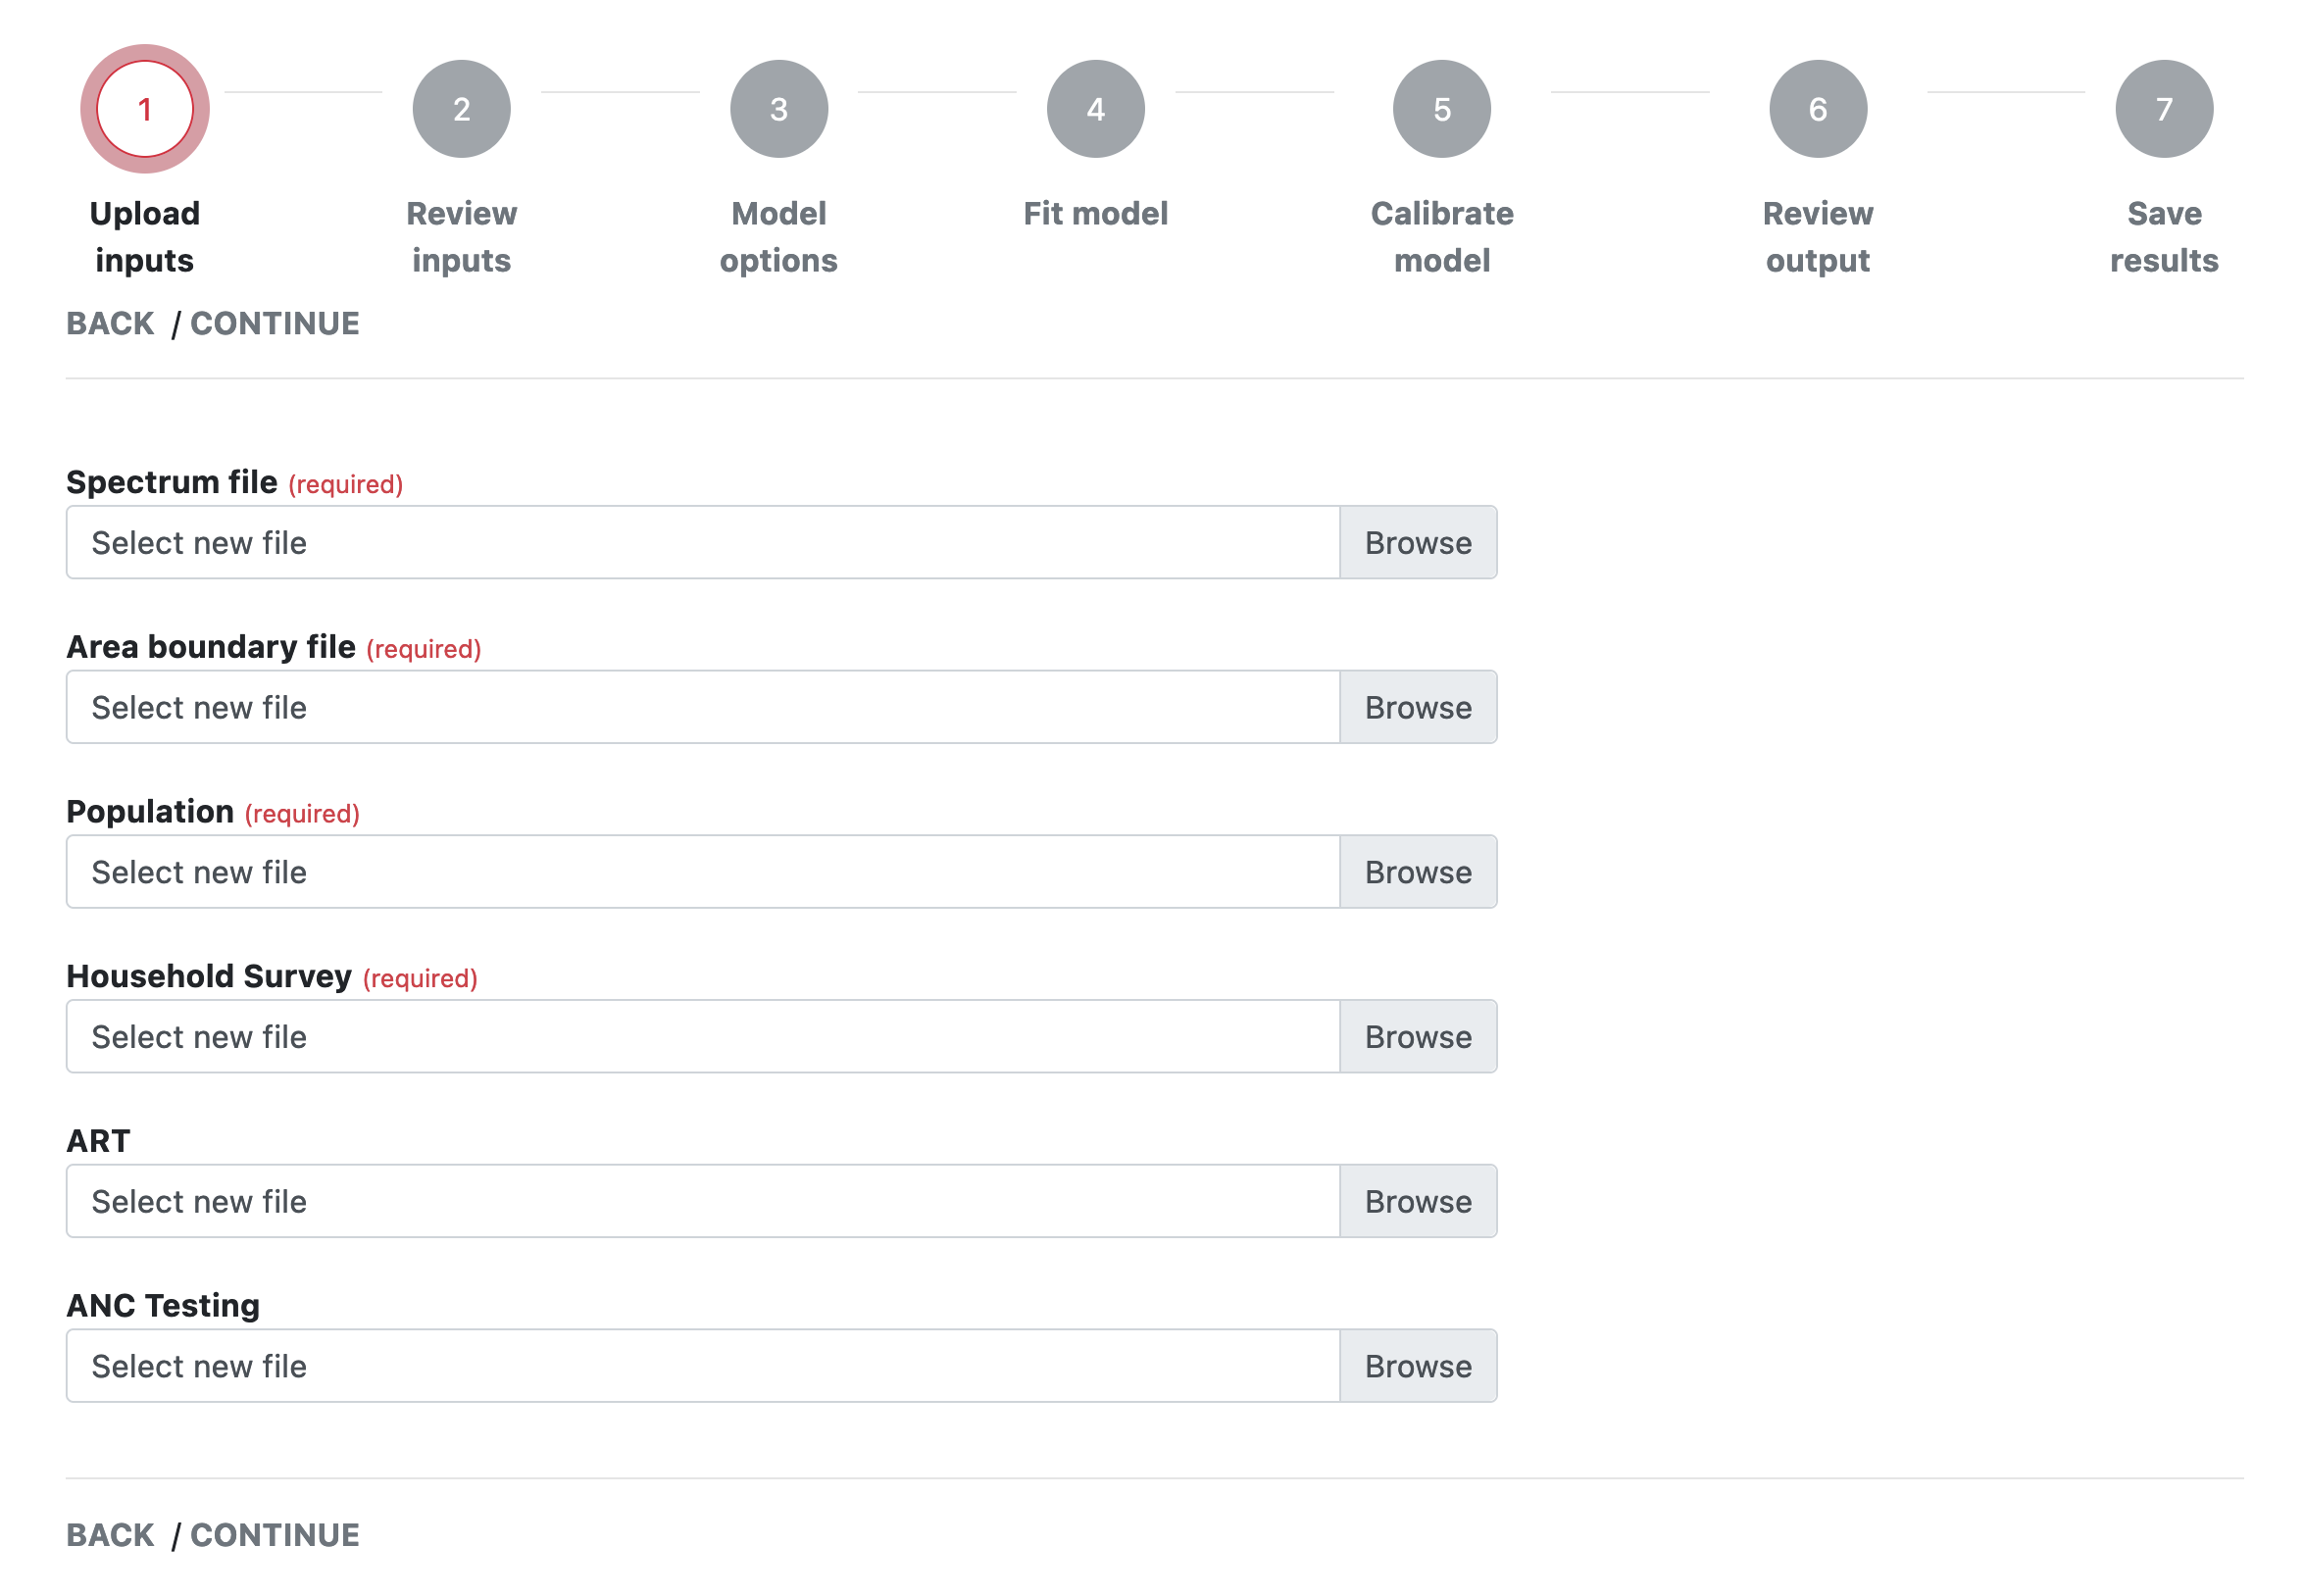 1
2
3
4
5
6
7
Upload
inputs
Review
inputs
Model
options
Fit model
Calibrate
model
Review
output
Save
results
BACK / CONTINUE
Spectrum file (required)
Select new file Browse
Area boundary file (required)
Select new file Browse
Population (required)
Select new file Browse
Household Survey (required)
Select new file Browse
ART
Select new file Browse
ANC Testing
Select new file Browse
BACK / CONTINUE